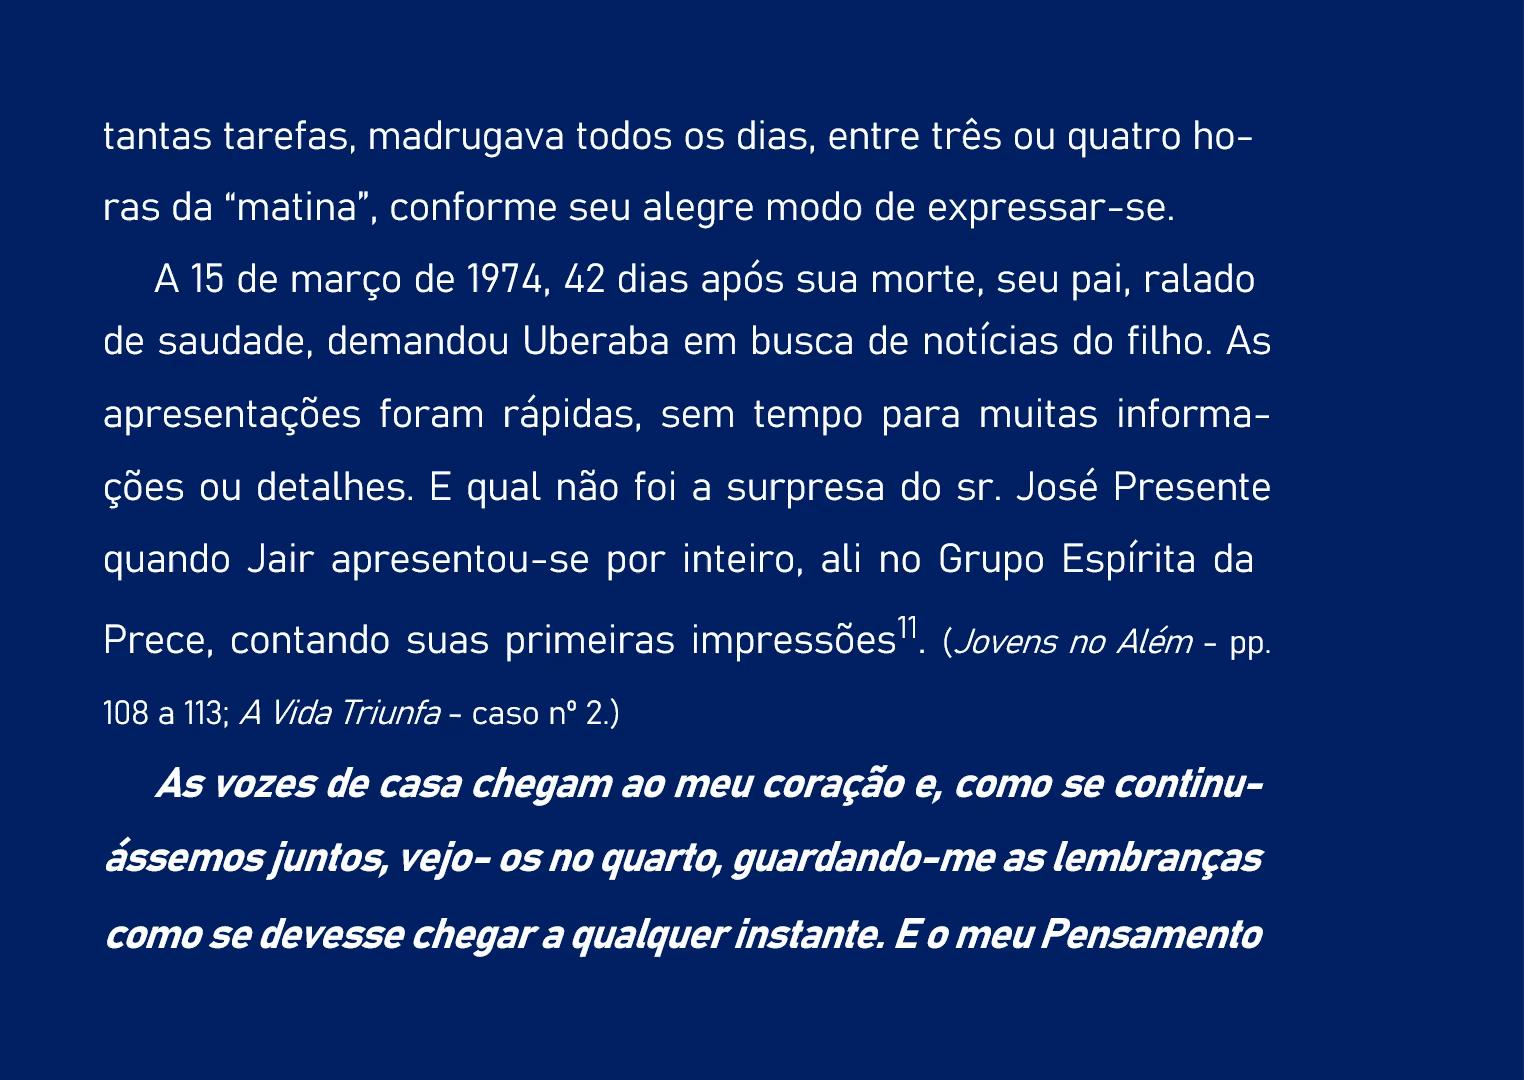 tantas tarefas, madrugava todos os dias, entre três ou quatro ho-
ras da “matina”, conforme seu alegre modo de expressar-se.
A 15 de março de 1974, 42 dias após sua morte, seu pai, ralado
de saudade, demandou Uberaba em busca de notícias do filho. As
apresentações foram rápidas, sem tempo para muitas informa-
ções ou detalhes. E qual não foi a surpresa do sr. José Presente
quando Jair apresentou-se por inteiro, ali no Grupo Espírita da
Prece, contando suas primeiras impressões11. (Jovens no Além - pp.
108 a 113; A Vida Triunfa - caso nº 2.)
As vozes de casa chegam ao meu coração e, como se continu-
ássemos juntos, vejo- os no quarto, guardando-me as lembranças
como se devesse chegar a qualquer instante. E o meu Pensamento